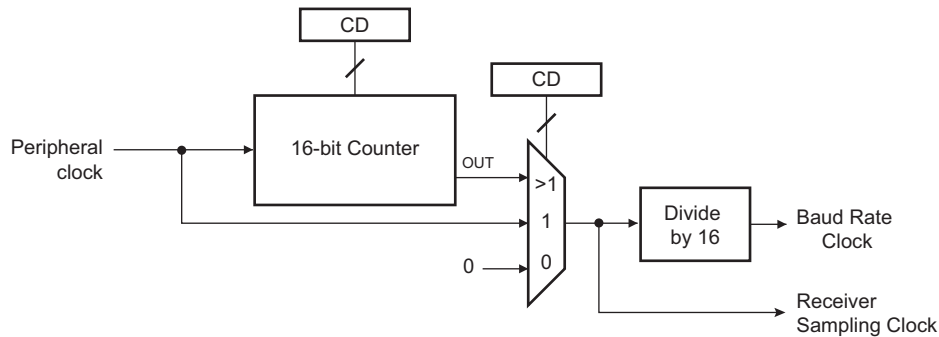 CD
CD
Peripheral
clock
16-bit Counter
OUT
>1
1
0
0
Divide
by 16
Baud Rate
Clock
Receiver
Sampling Clock